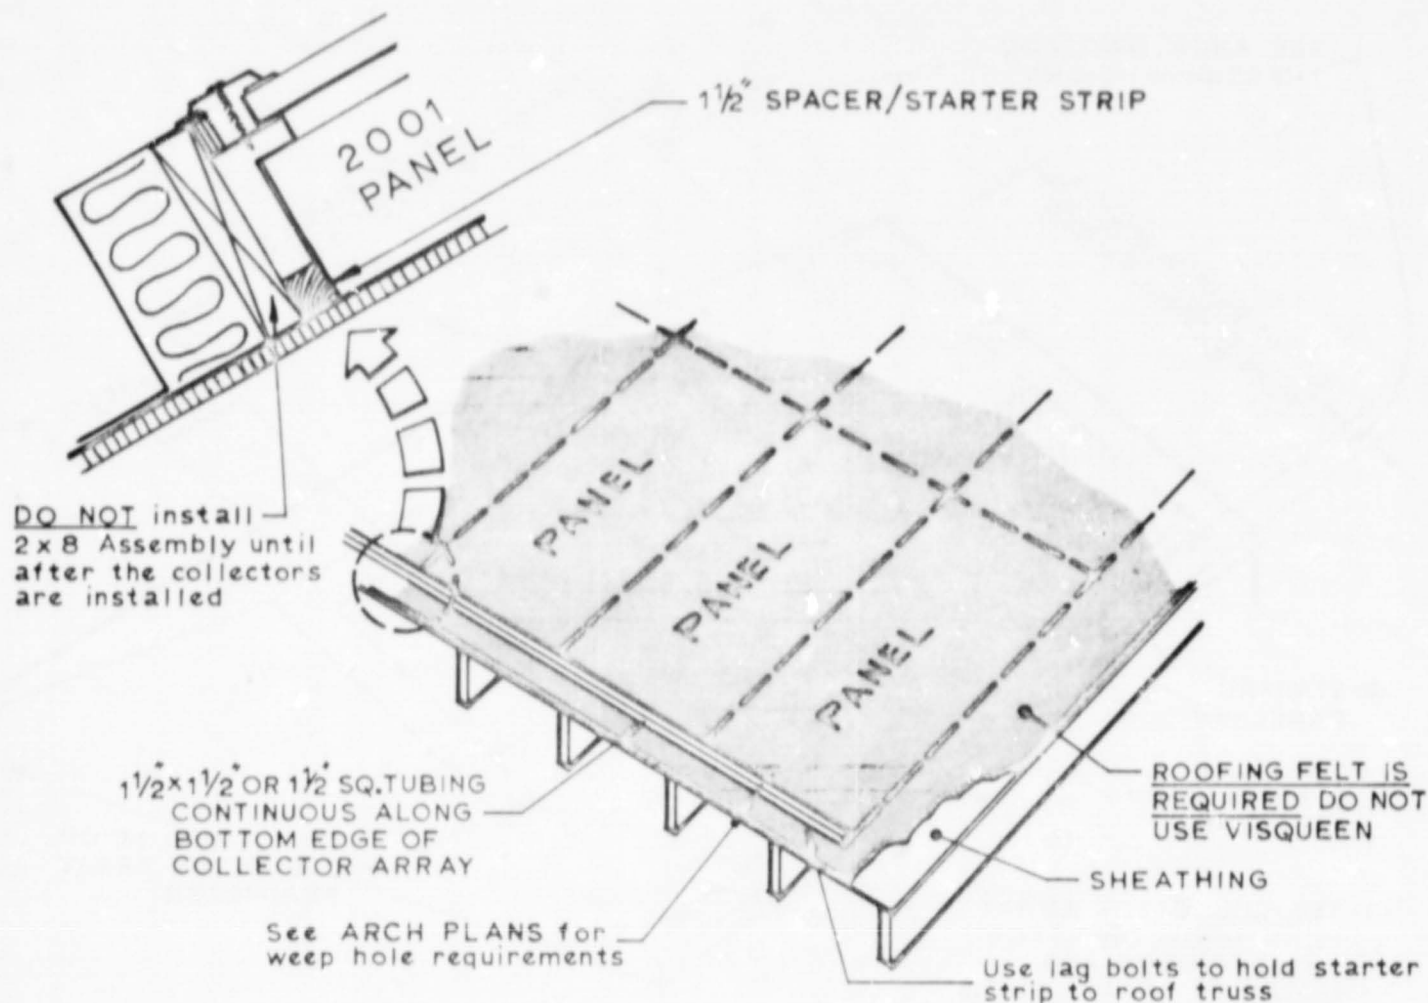 1½" SPACER/STARTER STRIP
2001
PANEL
DO NOT install
2x8 Assembly until
after the collectors
are installed
PANEL
PANEL
PANEL
1½"x1½" OR 1½" SQ. TUBING
CONTINUOUS ALONG
BOTTOM EDGE OF
COLLECTOR ARRAY
ROOFING FELT IS
REQUIRED DO NOT
USE VISQUEEN
SHEATHING
See ARCH PLANS for
weep hole requirements
Use lag bolts to hold starter
strip to roof truss